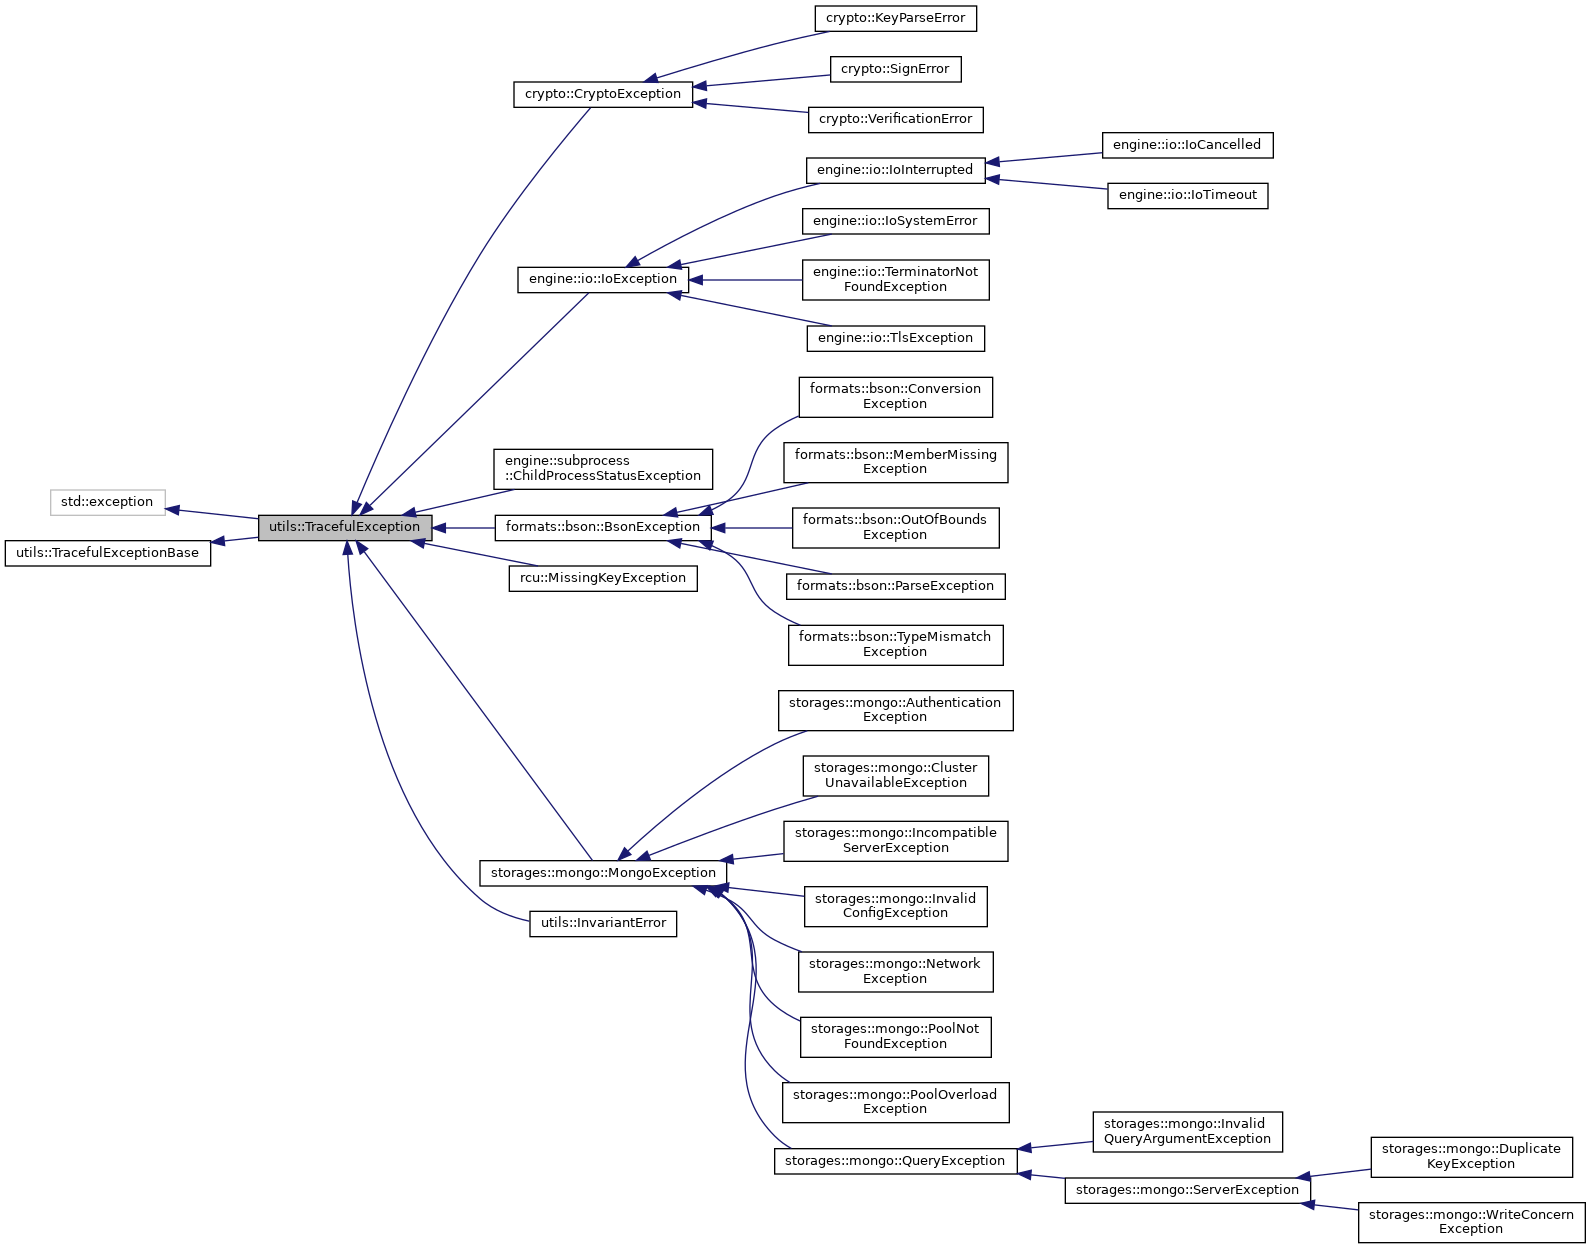 crypto::KeyParseError
crypto::SignError
crypto::CryptoException
crypto::VerificationError
engine::io::IoCancelled
engine::io::IoInterrupted
engine::io::IoTimeout
engine::io::IoSystemError
engine::io::IoException
engine::io::TerminatorNot
FoundException
engine::io::TlsException
formats::bson::Conversion
Exception
engine::subprocess
::ChildProcessStatusException
formats::bson::MemberMissing
Exception
std::exception
utils::TracefulException
formats::bson::BsonException
formats::bson::OutOfBounds
Exception
utils::TracefulExceptionBase
rcu::MissingKeyException
formats::bson::ParseException
formats::bson::TypeMismatch
Exception
storages::mongo::Authentication
Exception
storages::mongo::Cluster
UnavailableException
storages::mongo::Incompatible
ServerException
storages::mongo::MongoException
storages::mongo::Invalid
ConfigException
utils::InvariantError
storages::mongo::Network
Exception
storages::mongo::PoolNot
FoundException
storages::mongo::PoolOverload
Exception
storages::mongo::Invalid
QueryArgumentException
storages::mongo::QueryException
storages::mongo::Duplicate
KeyException
storages::mongo::ServerException
storages::mongo::WriteConcern
Exception